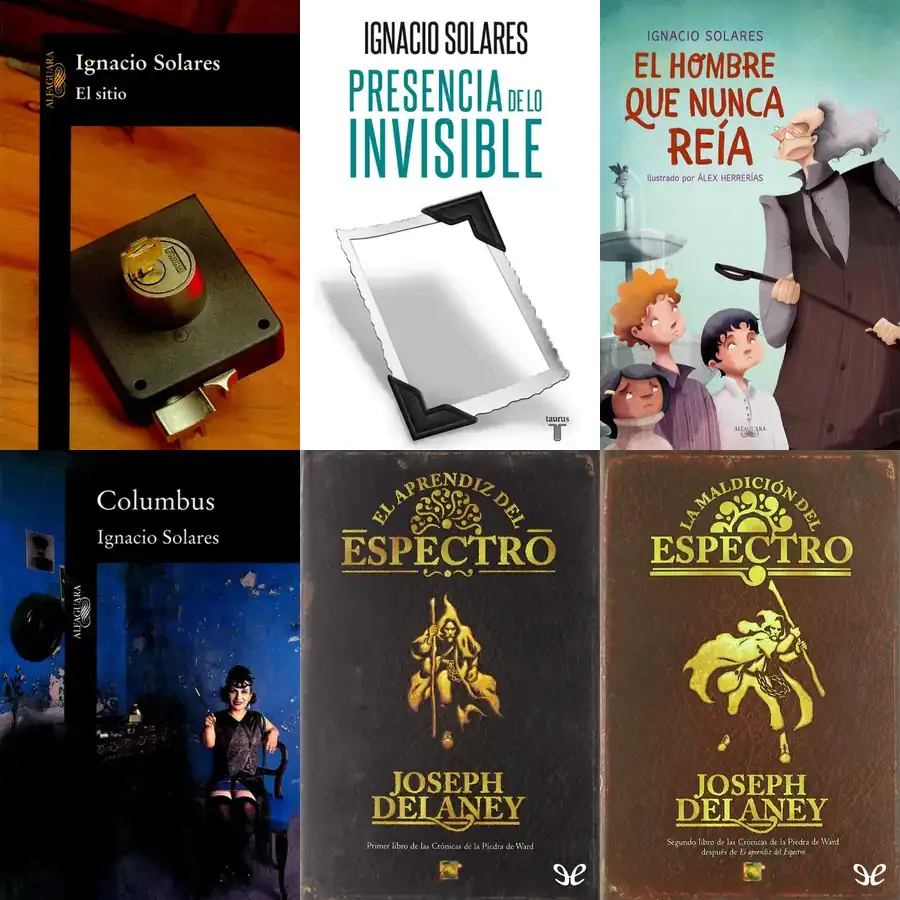 Ignacio Solares
El sitio
ALFAGUARA
IGNACIO SOLARES
PRESENCIA DE LO
INVISIBLE
taurus
T
IGNACIO SOLARES
EL HOMBRE
QUE NUNCA
REÍA
Ilustrado por ÁLEX HERRERÍAS
ALFAGUARA
Columbus
Ignacio Solares
ALFAGUARA
EL APRENDIZ DEL
ESPECTRO
JOSEPH
DELANEY
Primer libro de las Crónicas de la Piedra de Ward
LA MALDICIÓN DEL
ESPECTRO
JOSEPH
DELANEY
Segundo libro de las Crónicas de la Piedra de Ward
después de El aprendiz del Espectro